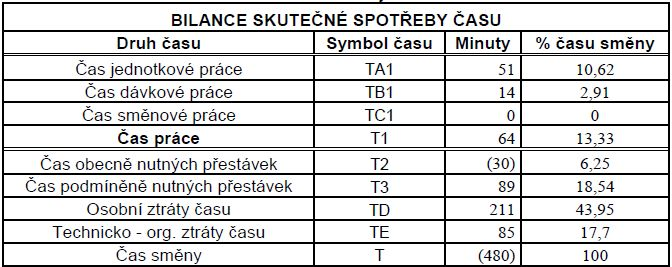 BILANCE SKUTEČNÉ SPOTŘEBY ČASU
Druh času Symbol času Minuty % času směny
Čas jednotkové práce TA1 51 10,62
Čas dávkové práce TB1 14 2,91
Čas směnové práce TC1 0 0
Čas práce T1 64 13,33
Čas obecně nutných přestávek T2 (30) 6,25
Čas podmíněně nutných přestávek T3 89 18,54
Osobní ztráty času TD 211 43,95
Technicko - org. ztráty času TE 85 17,7
Čas směny T (480) 100